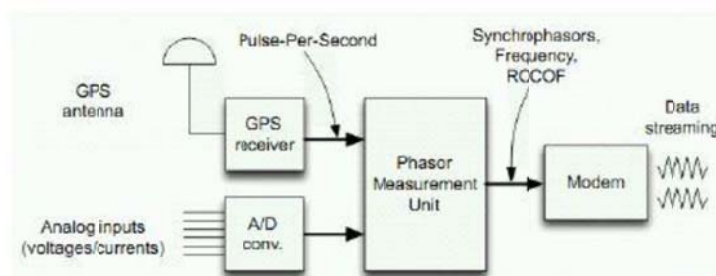 Pulse-Per-Second
Synchrophasors,
Frequency,
ROCOF
GPS
antenna
GPS
receiver
Phasor
Measurement
Unit
Modem
Data
streaming
Analog inputs
(voltages/currents)
A/D
conv.